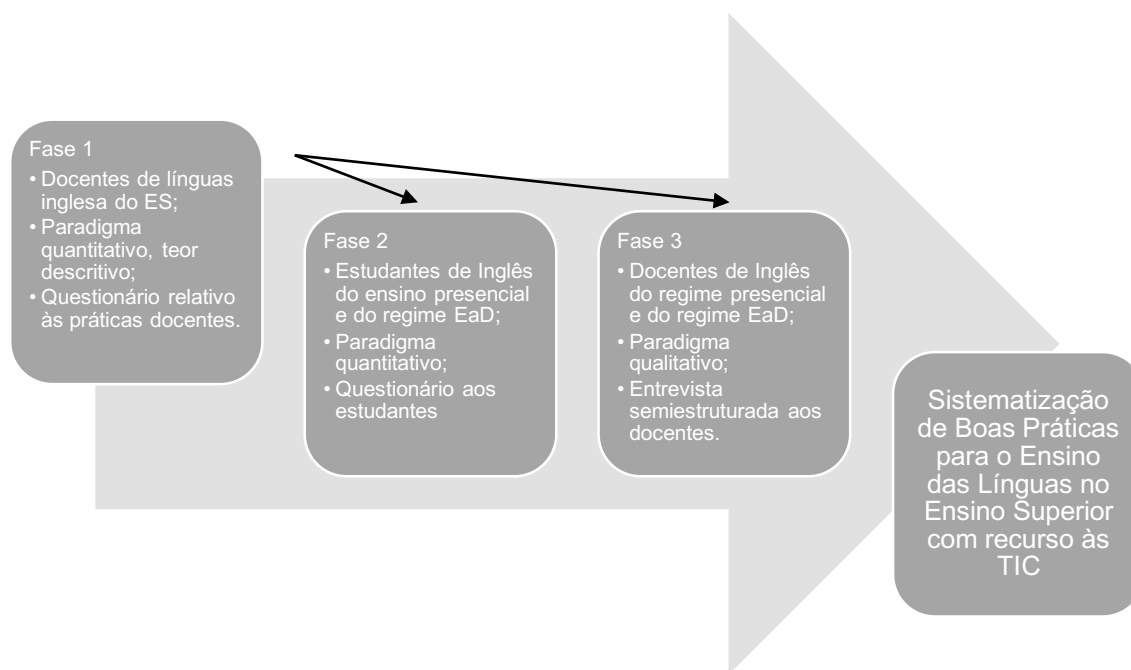 Fase 1
• Docentes de línguas
inglesa do ES;
• Paradigma
quantitativo, teor
descritivo;
• Questionário relativo
às práticas docentes.
Fase 2
• Estudantes de Inglês
do ensino presencial
e do regime EaD;
• Paradigma
quantitativo;
• Questionário aos
estudantes
Fase 3
• Docentes de Inglês
do regime presencial
e do regime EaD;
• Paradigma
qualitativo;
• Entrevista
semiestruturada aos
docentes.
Sistematização
de Boas Práticas
para o Ensino
das Línguas no
Ensino Superior
com recurso às
TIC